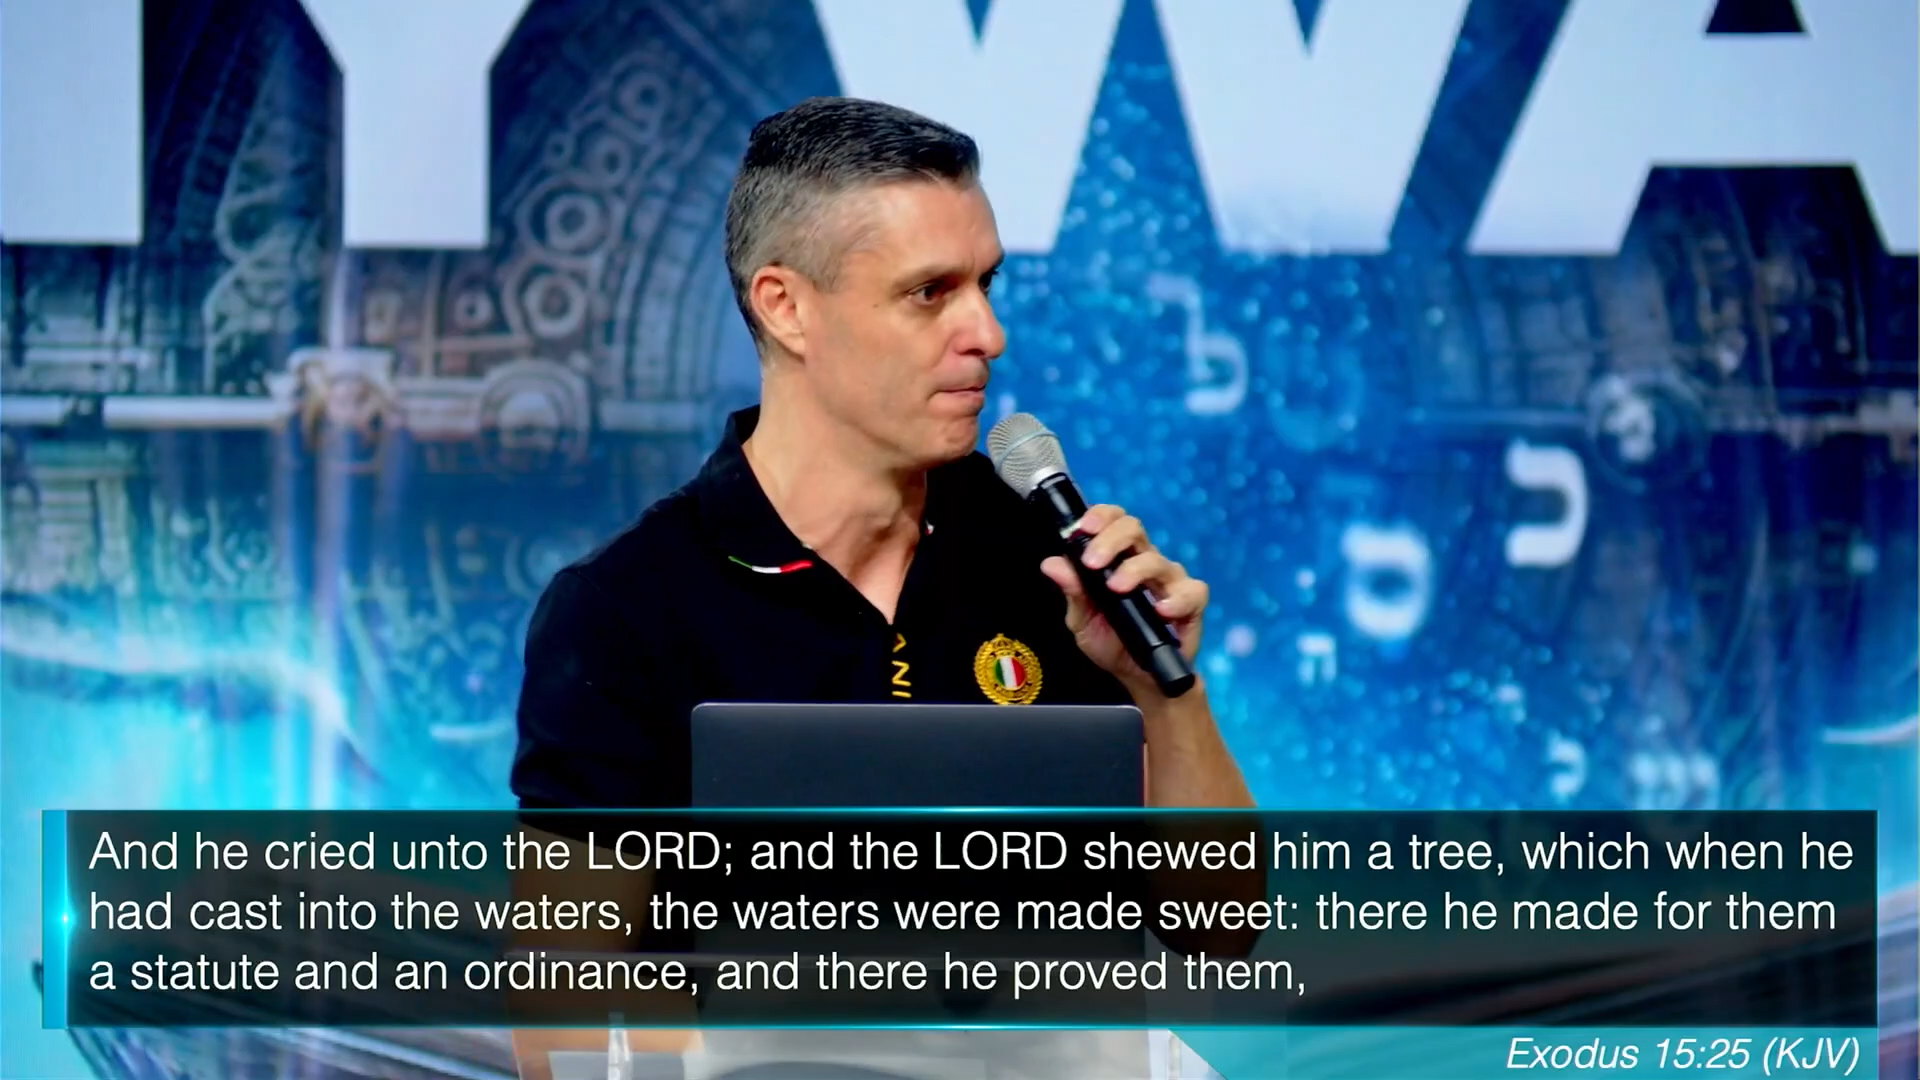 Y WA
INV
And he cried unto the LORD; and the LORD shewed him a tree, which when he
had cast into the waters, the waters were made sweet: there he made for them
a statute and an ordinance, and there he proved them,
Exodus 15:25 (KJV)